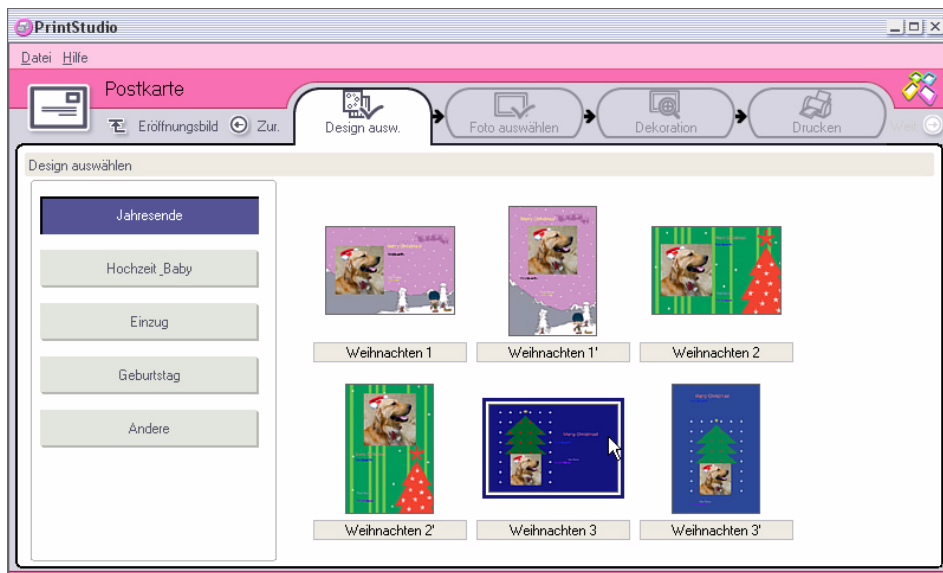 PrintStudio
Datei Hilfe
Postkarte
Eröffnungsbild Zur.
Design ausw.
Foto auswählen
Dekoration
Drucken
Design auswählen
Jahresende
Hochzeit_Baby
Einzug
Geburtstag
Andere
Weihnachten 1
Weihnachten 1'
Weihnachten 2
Weihnachten 2'
Weihnachten 3
Weihnachten 3'